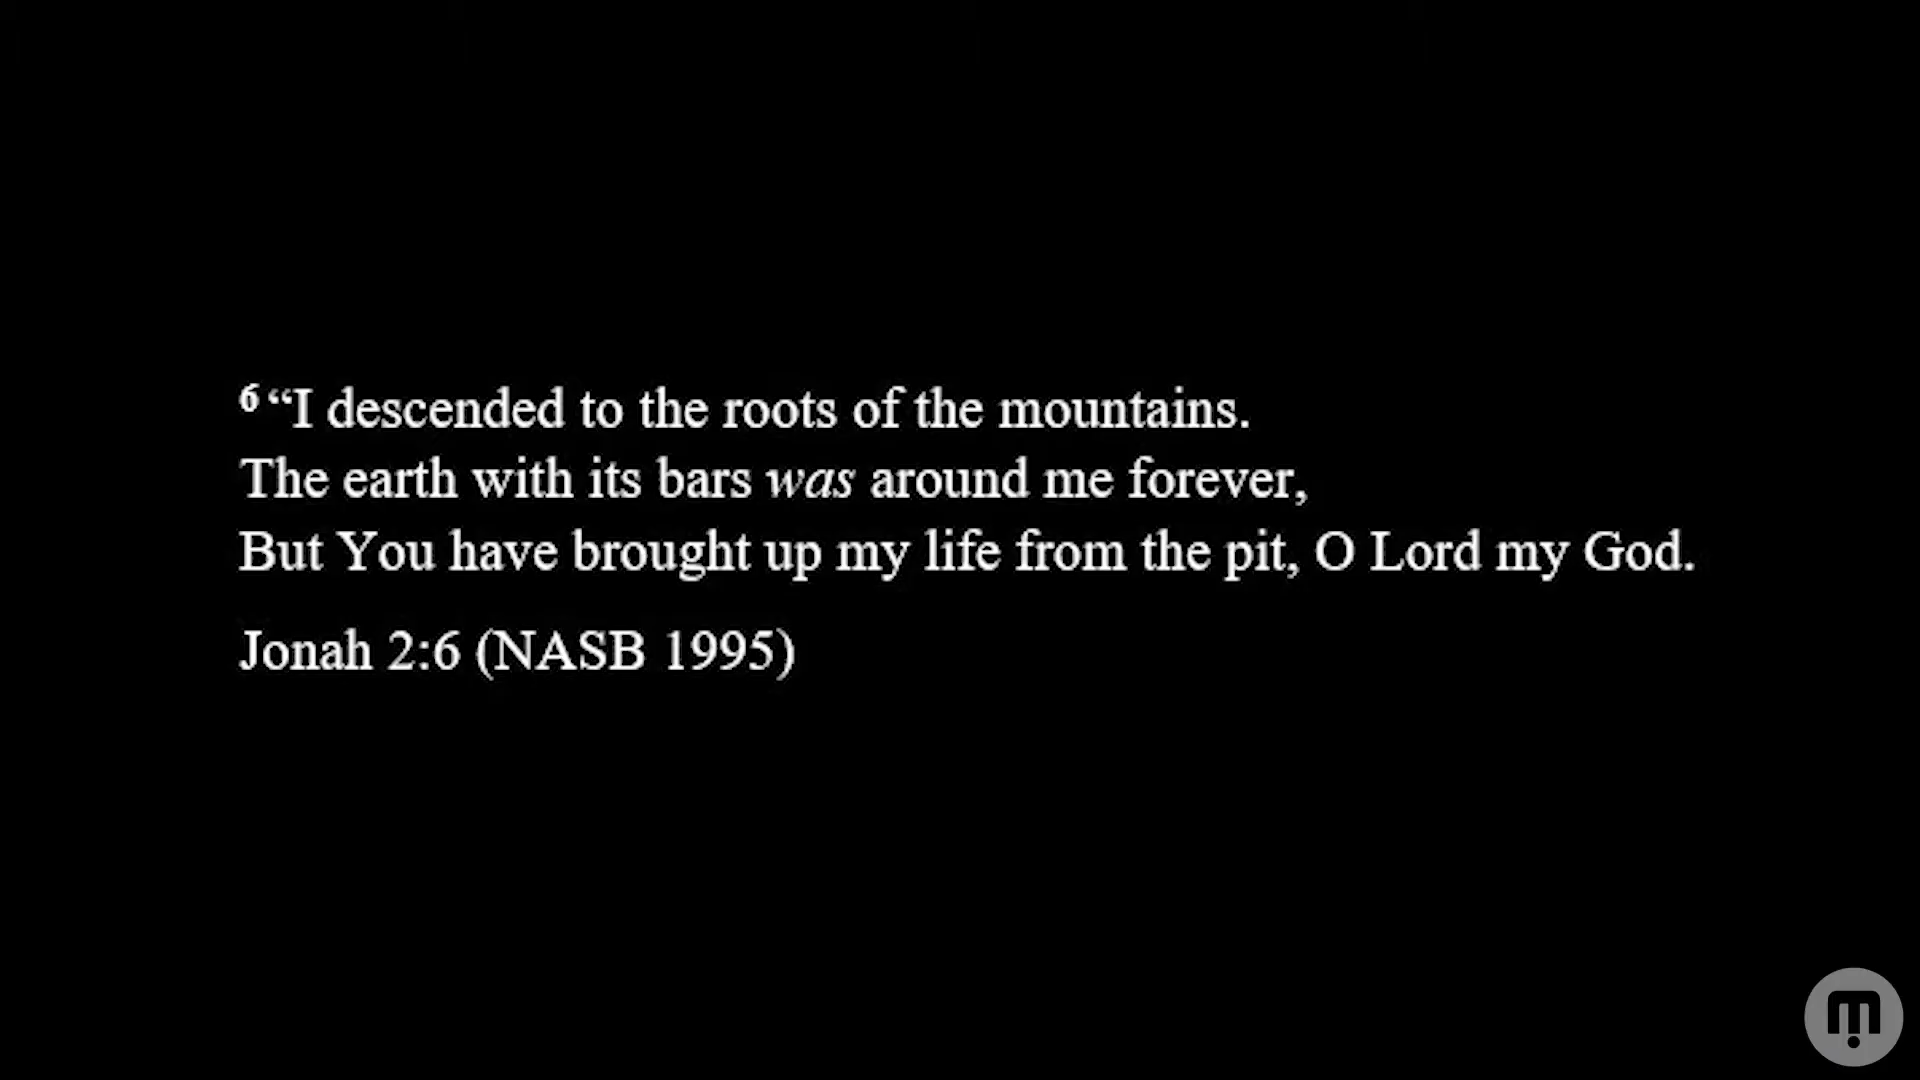 6 “I descended to the roots of the mountains.
The earth with its bars was around me forever,
But You have brought up my life from the pit, O Lord my God.
Jonah 2:6 (NASB 1995)
m